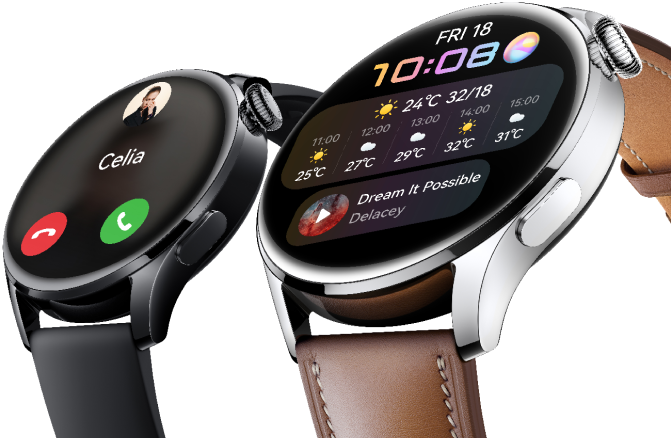 Celia
FRI 18
10:08
24℃ 32/18
11:00 12:00 13:00 14:00 15:00
25℃ 27℃ 29℃ 32℃ 31℃
Dream It Possible
Delacey